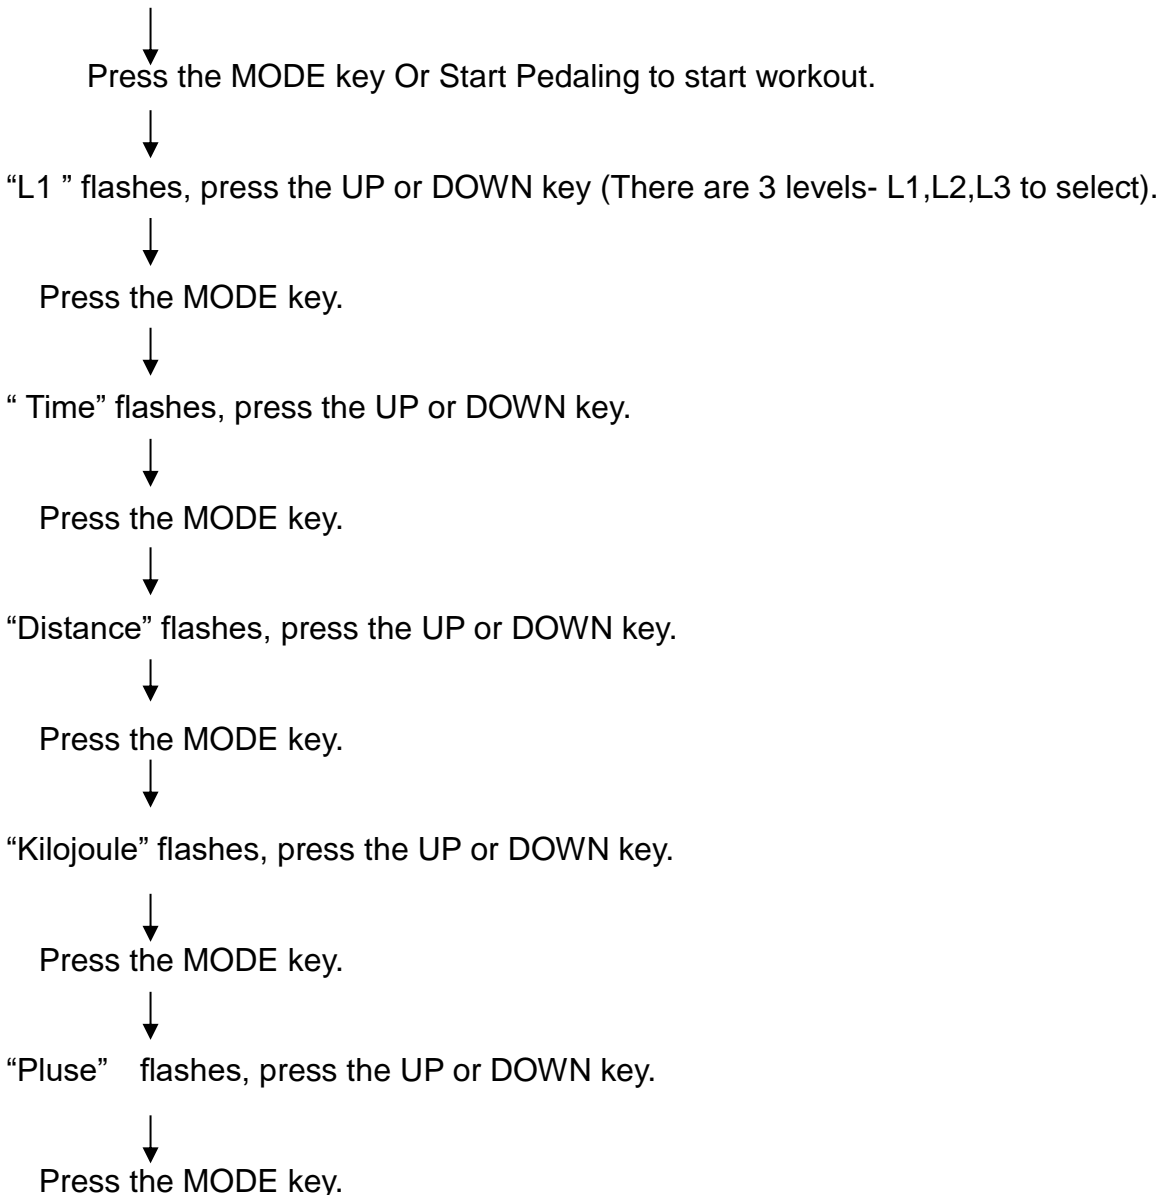 Press the MODE key Or Start Pedaling to start workout.
“L1 ” flashes, press the UP or DOWN key (There are 3 levels- L1,L2,L3 to select).
Press the MODE key.
“ Time” flashes, press the UP or DOWN key.
Press the MODE key.
“Distance” flashes, press the UP or DOWN key.
Press the MODE key.
“Kilojoule” flashes, press the UP or DOWN key.
Press the MODE key.
“Pluse” flashes, press the UP or DOWN key.
Press the MODE key.